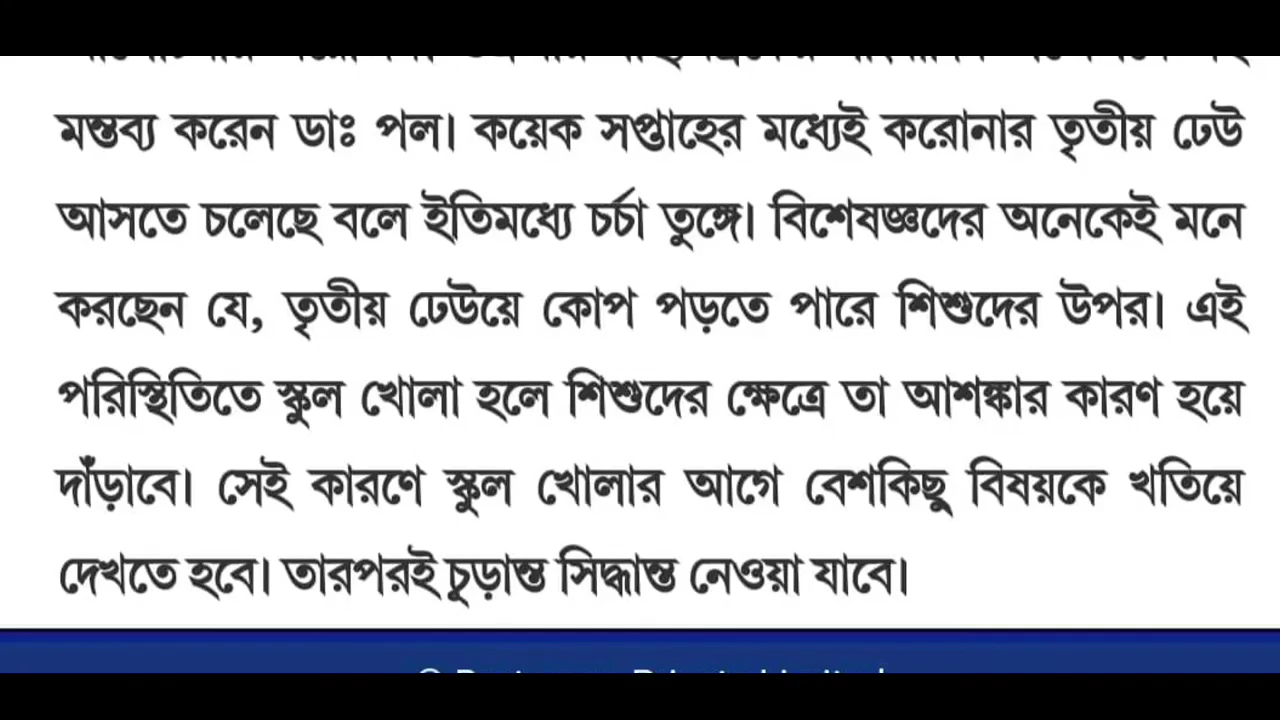 মন্তব্য করেন ডাঃ পল। কয়েক সপ্তাহের মধ্যেই করোনার তৃতীয় ঢেউ
আসতে চলেছে বলে ইতিমধ্যে চর্চা তুঙ্গে। বিশেষজ্ঞদের অনেকেই মনে
করছেন যে, তৃতীয় ঢেউয়ে কোপ পড়তে পারে শিশুদের উপর। এই
পরিস্থিতিতে স্কুল খোলা হলে শিশুদের ক্ষেত্রে তা আশঙ্কার কারণ হয়ে
দাঁড়াবে। সেই কারণে স্কুল খোলার আগে বেশকিছু বিষয়কে খতিয়ে
দেখতে হবে। তারপরই চূড়ান্ত সিদ্ধান্ত নেওয়া যাবে।